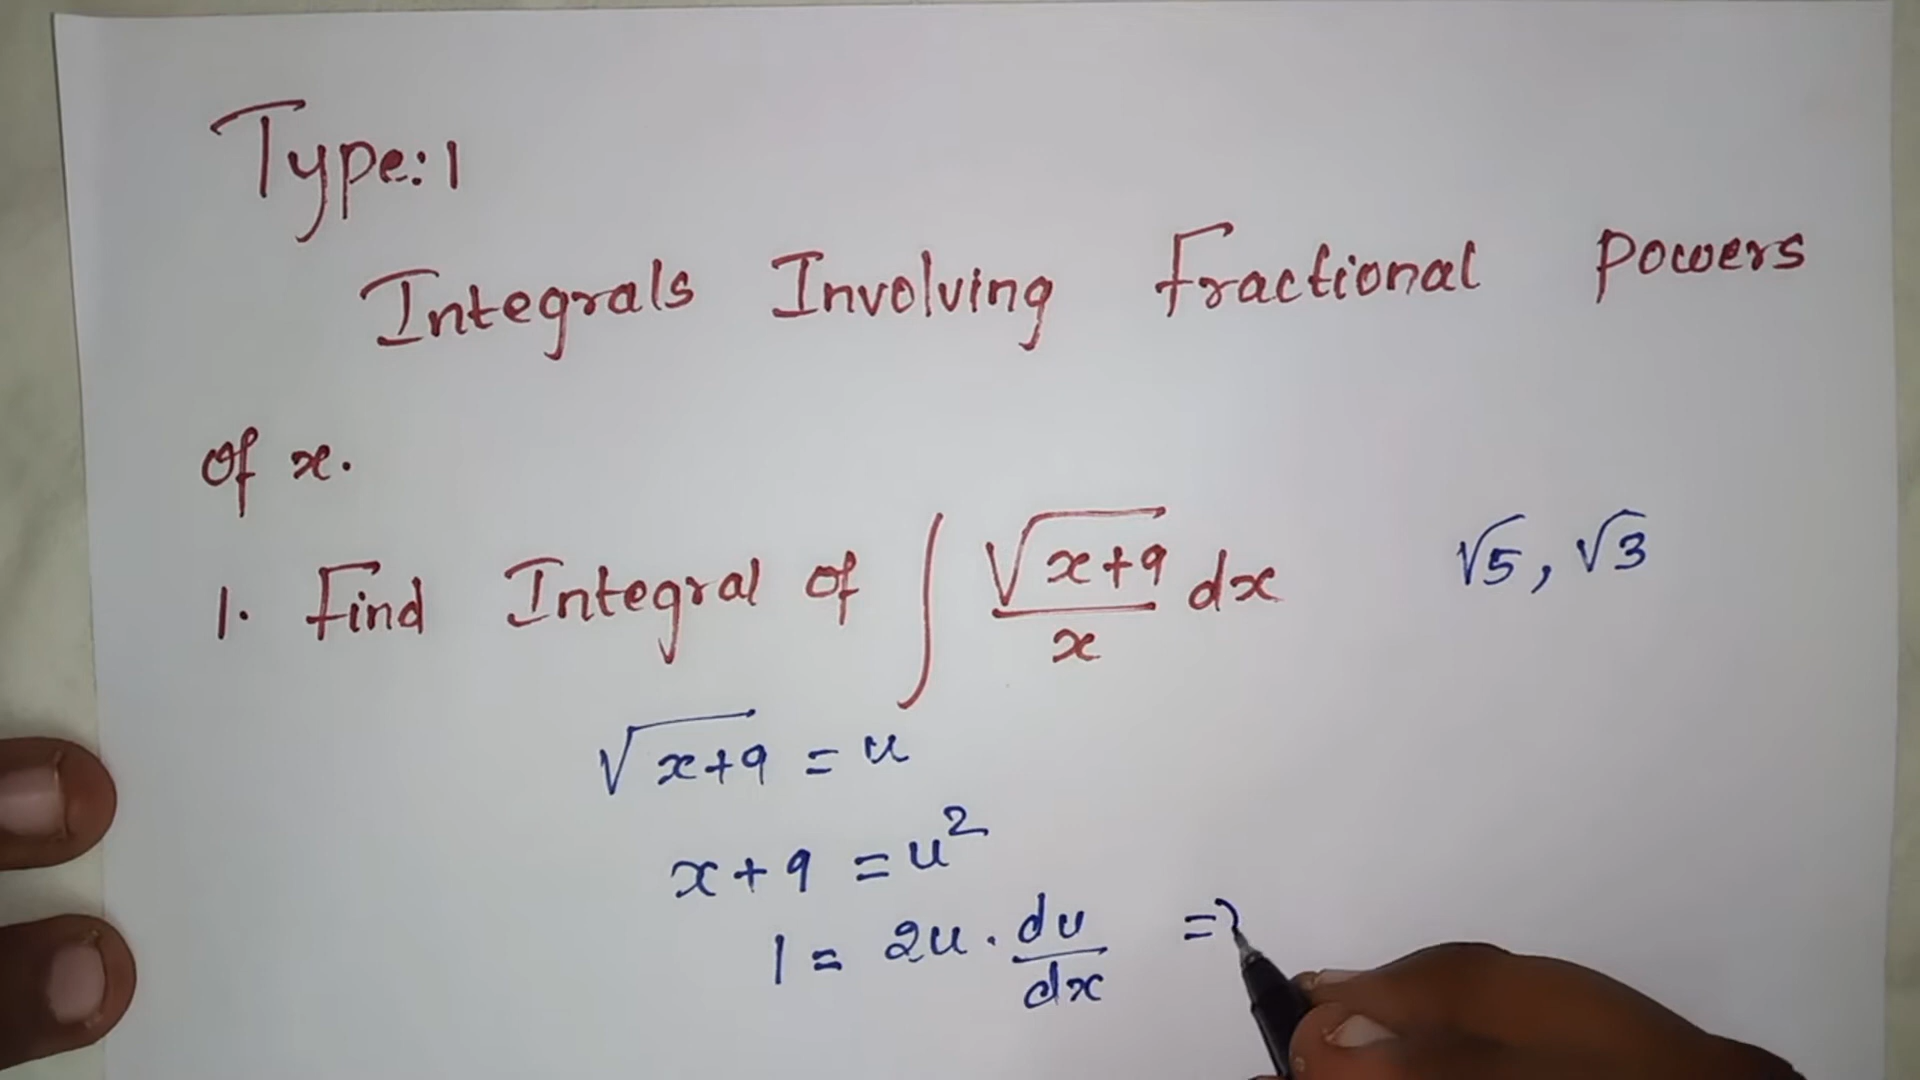 Type: 1
Integrals Involving Fractional Powers
of x.
1. Find Integral of ∫ √(x+9)/x dx √5, √3
√(x+9) = u
x+9 = u²
1 = 2u · du/dx =>